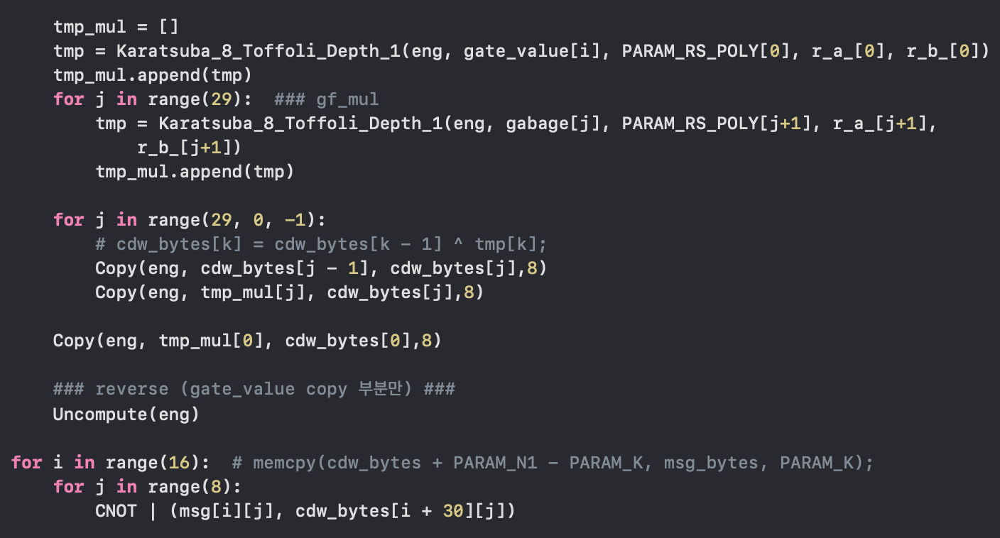 tmp_mul = []
tmp = Karatsuba_8_Toffoli_Depth_1(eng, gate_value[i], PARAM_RS_POLY[0], r_a_[0], r_b_[0])
tmp_mul.append(tmp)
for j in range(29):  ### gf_mul
tmp = Karatsuba_8_Toffoli_Depth_1(eng, gabage[j], PARAM_RS_POLY[j+1], r_a_[j+1],
r_b_[j+1])
tmp_mul.append(tmp)
for j in range(29, 0, -1):
# cdw_bytes[k] = cdw_bytes[k - 1] ^ tmp[k];
Copy(eng, cdw_bytes[j - 1], cdw_bytes[j],8)
Copy(eng, tmp_mul[j], cdw_bytes[j],8)
Copy(eng, tmp_mul[0], cdw_bytes[0],8)
### reverse (gate_value copy 부분만) ###
Uncompute(eng)
for i in range(16):  # memcpy(cdw_bytes + PARAM_N1 - PARAM_K, msg_bytes, PARAM_K);
for j in range(8):
CNOT | (msg[i][j], cdw_bytes[i + 30][j])